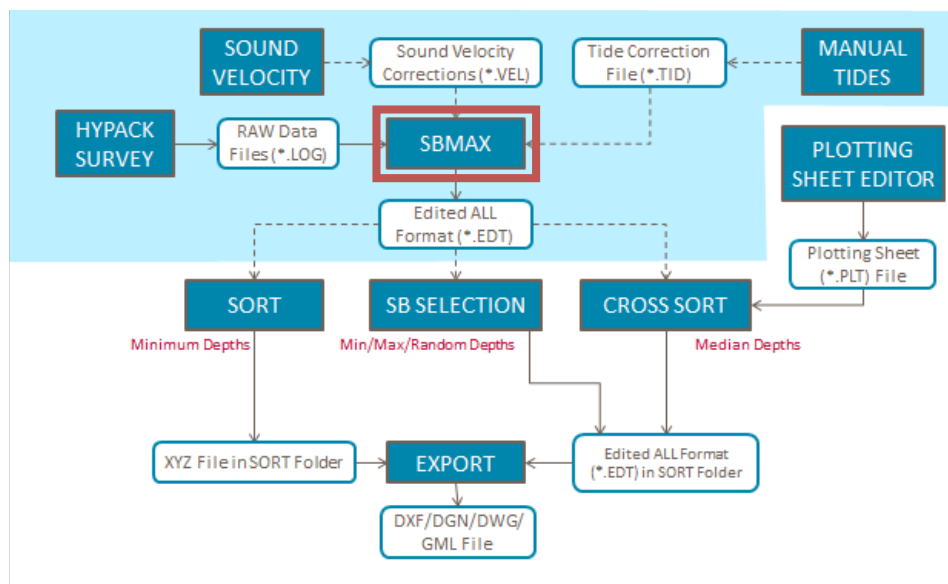 SOUND
VELOCITY
Sound Velocity
Corrections (*.VEL)
Tide Correction
File (*.TID)
MANUAL
TIDES
HYPACK
SURVEY
RAW Data
Files (*.LOG)
SBMAX
PLOTTING
SHEET EDITOR
Edited ALL
Format (*.EDT)
Plotting Sheet
(*.PLT) File
SORT
SB SELECTION
CROSS SORT
Minimum Depths
Min/Max/Random Depths
Median Depths
XYZ File in SORT Folder
EXPORT
Edited ALL Format
(*.EDT) in SORT Folder
DXF/DGN/DWG/
GML File